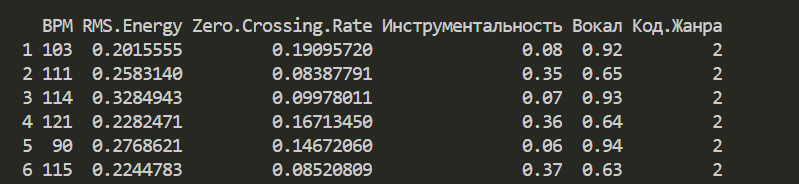 BPM RMS.Energy Zero.Crossing.Rate Инструментальность Вокал Код.Жанра
1 103 0.2015555 0.19095720 0.08 0.92 2
2 111 0.2583140 0.08387791 0.35 0.65 2
3 114 0.3284943 0.09978011 0.07 0.93 2
4 121 0.2282471 0.16713450 0.36 0.64 2
5 90 0.2768621 0.14672060 0.06 0.94 2
6 115 0.2244783 0.08520809 0.37 0.63 2